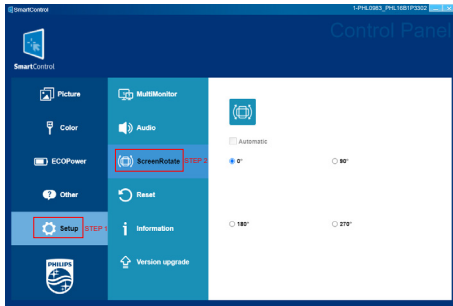 SmartControl
1-PHL0983_PHL16B1P3302
Control Panel
SmartControl
Picture
Color
ECOPower
Other
Setup STEP 1
PHILIPS
MultiMonitor
Audio
ScreenRotate STEP 2
Reset
Information
Version upgrade
Automatic
0°
90°
180°
270°